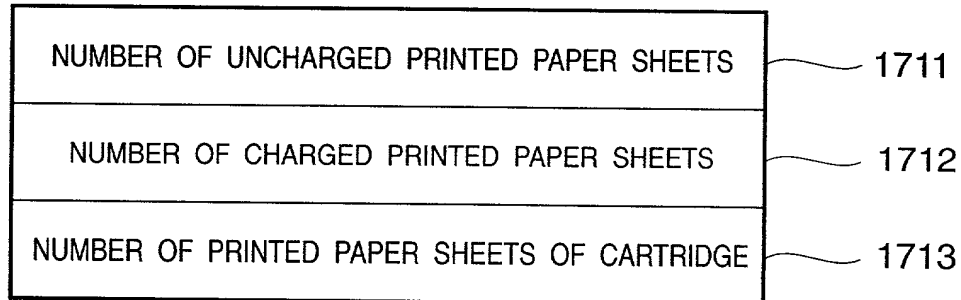 NUMBER OF UNCHARGED PRINTED PAPER SHEETS 1711
NUMBER OF CHARGED PRINTED PAPER SHEETS 1712
NUMBER OF PRINTED PAPER SHEETS OF CARTRIDGE 1713